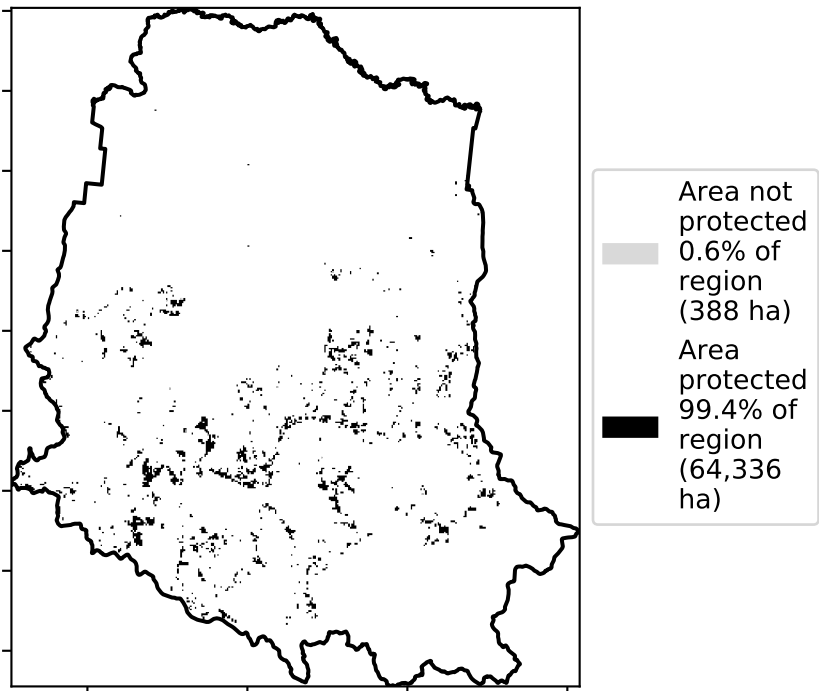 Area not
protected
0.6% of
region
(388 ha)
Area
protected
99.4% of
region
(64,336
ha)